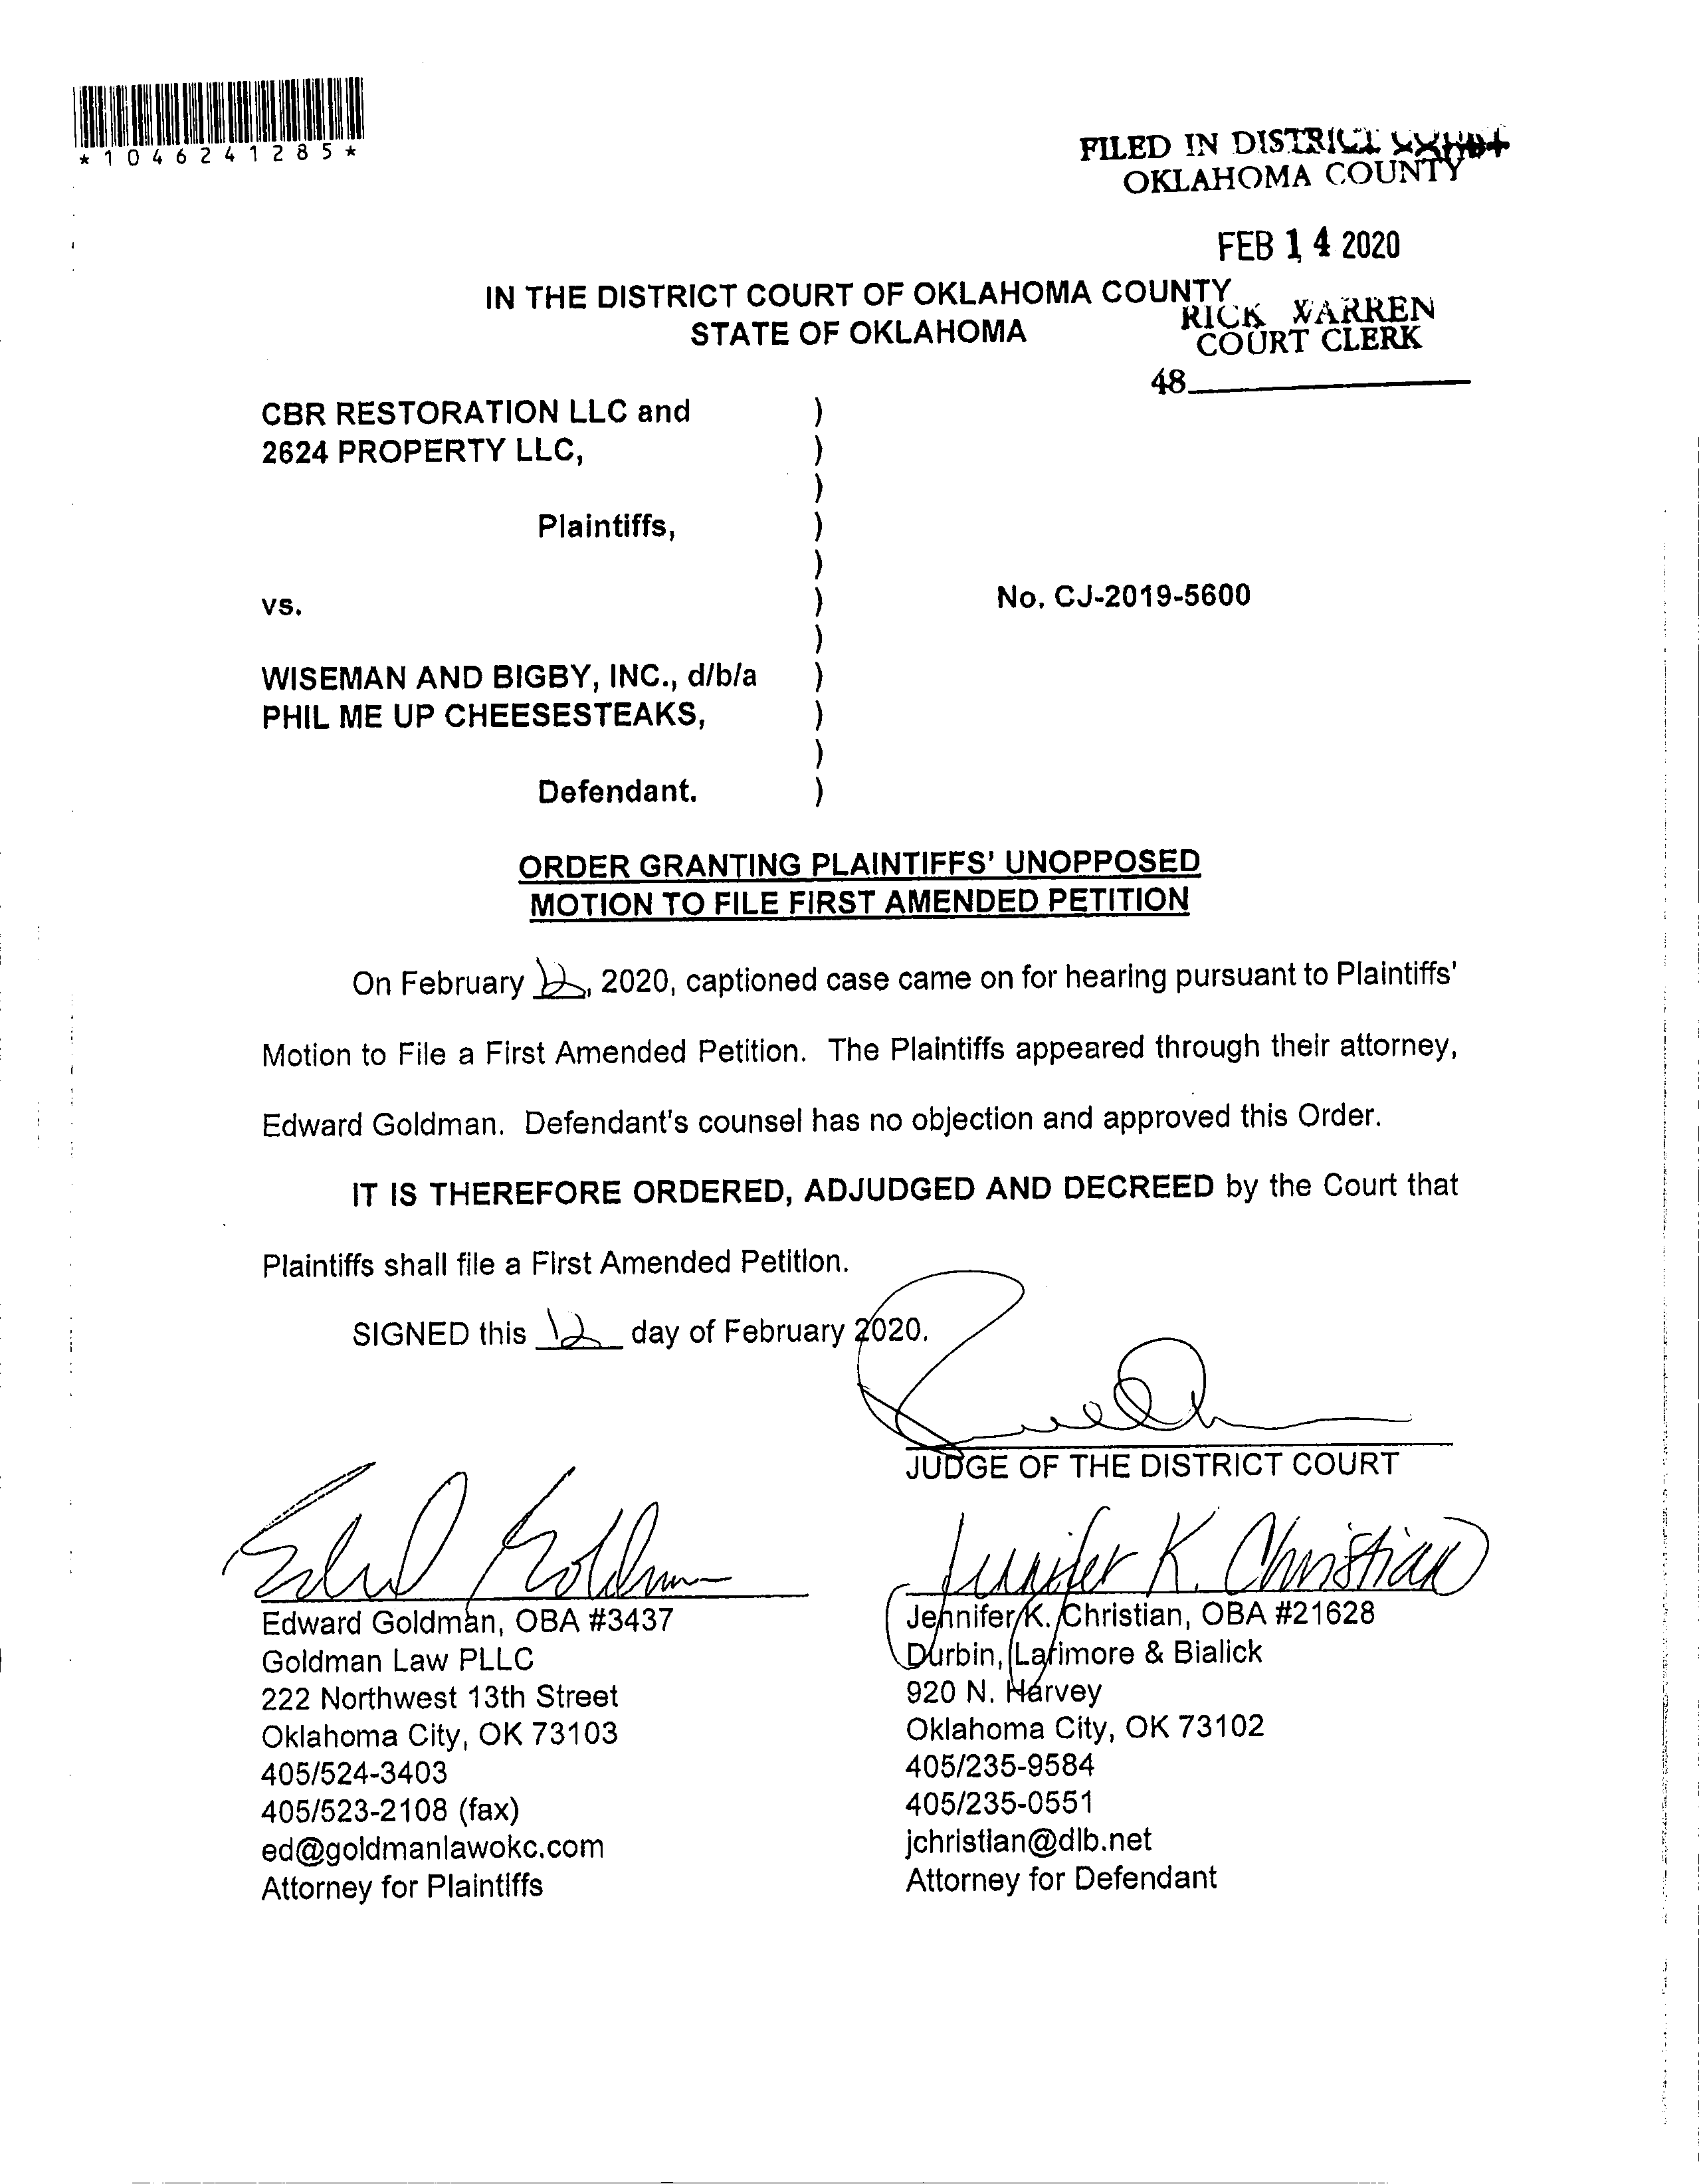 *1046241285*
FILED IN DISTRICT COURT
OKLAHOMA COUNTY
FEB 14 2020
IN THE DISTRICT COURT OF OKLAHOMA COUNTY
STATE OF OKLAHOMA
RICK WARREN
COURT CLERK
48
CBR RESTORATION LLC and )
2624 PROPERTY LLC, )
)
Plaintiffs, )
)
vs. ) No. CJ-2019-5600
)
WISEMAN AND BIGBY, INC., d/b/a )
PHIL ME UP CHEESESTEAKS, )
)
Defendant. )
ORDER GRANTING PLAINTIFFS' UNOPPOSED
MOTION TO FILE FIRST AMENDED PETITION
On February 12, 2020, captioned case came on for hearing pursuant to Plaintiffs'
Motion to File a First Amended Petition. The Plaintiffs appeared through their attorney,
Edward Goldman. Defendant's counsel has no objection and approved this Order.
IT IS THEREFORE ORDERED, ADJUDGED AND DECREED by the Court that
Plaintiffs shall file a First Amended Petition.
SIGNED this 12 day of February 2020.
JUDGE OF THE DISTRICT COURT
Edward Goldman
Edward Goldman, OBA #3437
Goldman Law PLLC
222 Northwest 13th Street
Oklahoma City, OK 73103
405/524-3403
405/523-2108 (fax)
ed@goldmanlawokc.com
Attorney for Plaintiffs
Jennifer K. Christian
Jennifer K. Christian, OBA #21628
Durbin, Larimore & Bialick
920 N. Harvey
Oklahoma City, OK 73102
405/235-9584
405/235-0551
jchristian@dlb.net
Attorney for Defendant